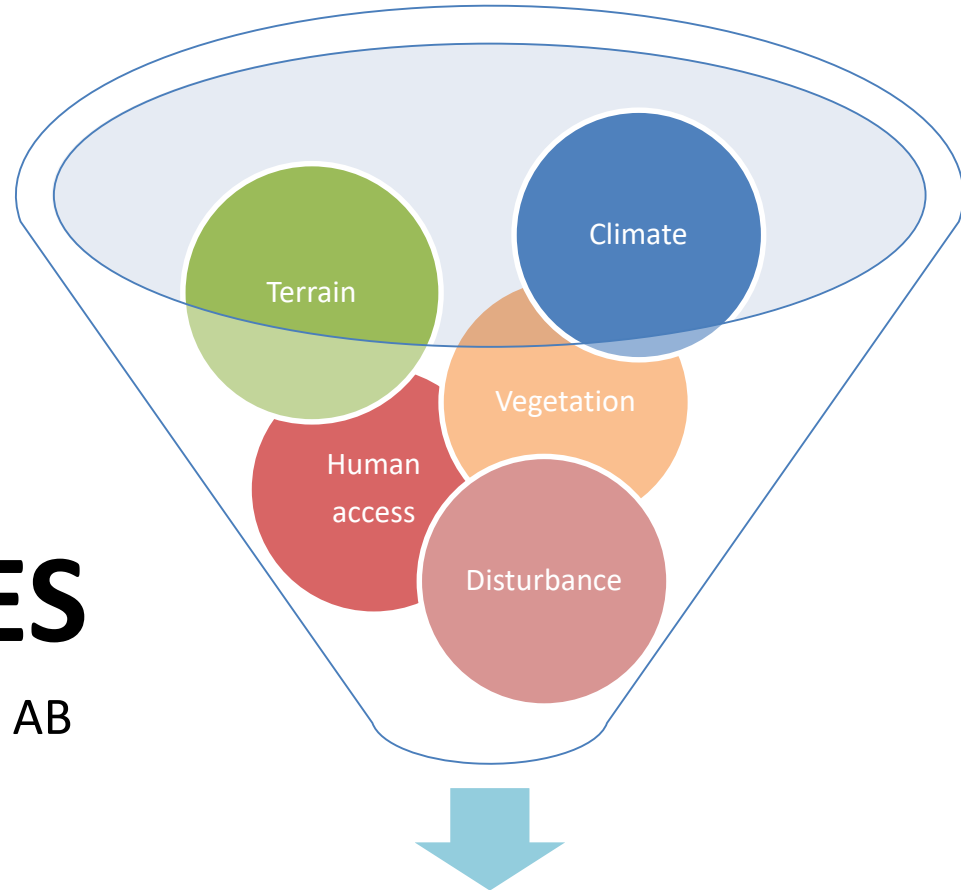 Climate
Terrain
Vegetation
Human
access
Disturbance
ES
AB